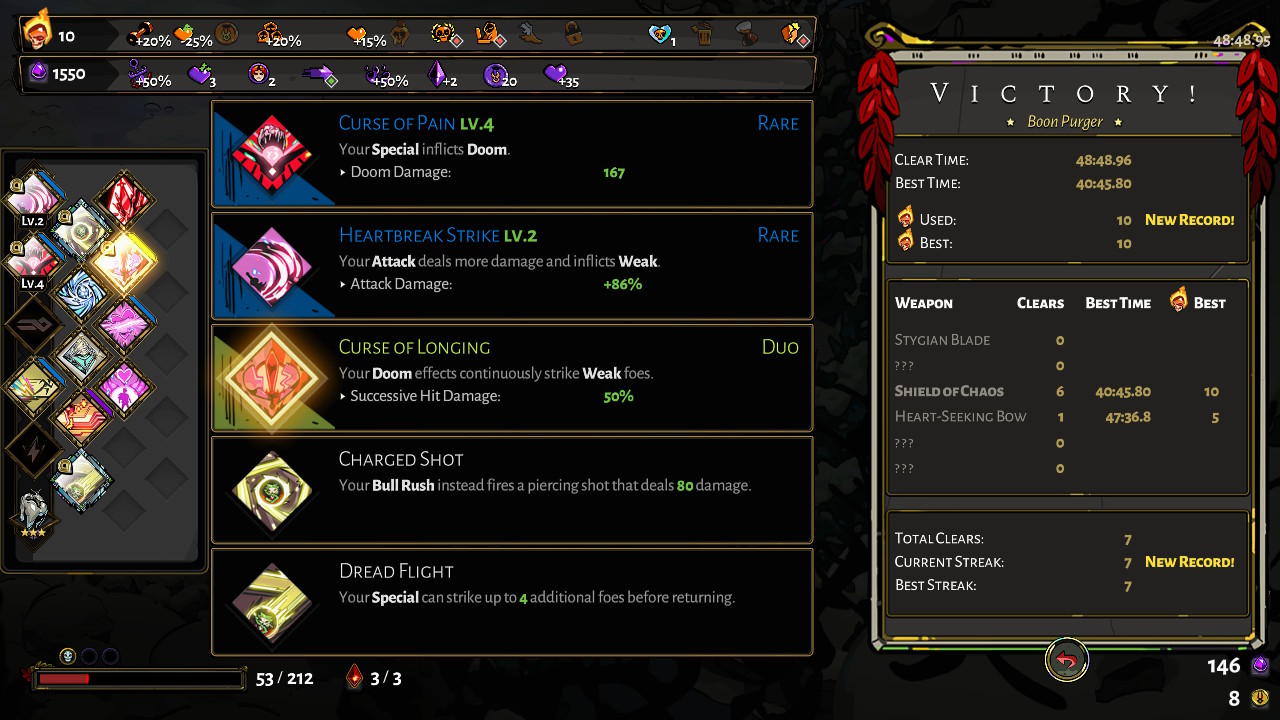 10
+20%
-25%
+20%
+15%
1
1550
+50%
3
2
+50%
+2
20
+35
Lv.2
Lv.4
Curse of Pain LV.4
Rare
Your Special inflicts Doom.
Doom Damage: 167
Heartbreak Strike LV.2
Rare
Your Attack deals more damage and inflicts Weak.
Attack Damage: +86%
Curse of Longing
Duo
Your Doom effects continuously strike Weak foes.
Successive Hit Damage: 50%
Charged Shot
Your Bull Rush instead fires a piercing shot that deals 80 damage.
Dread Flight
Your Special can strike up to 4 additional foes before returning.
53 / 212
3 / 3
48:48.95
VICTORY!
Boon Purger
Clear Time: 48:48.96
Best Time: 40:45.80
Used: 10 New Record!
Best: 10
Weapon Clears Best Time Best
Stygian Blade 0
??? 0
Shield of Chaos 6 40:45.80 10
Heart-Seeking Bow 1 47:36.8 5
??? 0
??? 0
Total Clears: 7
Current Streak: 7 New Record!
Best Streak: 7
146
8